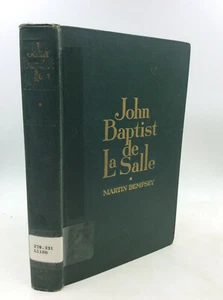 John
Baptist
de
La Salle
MARTIN DEMPSEY